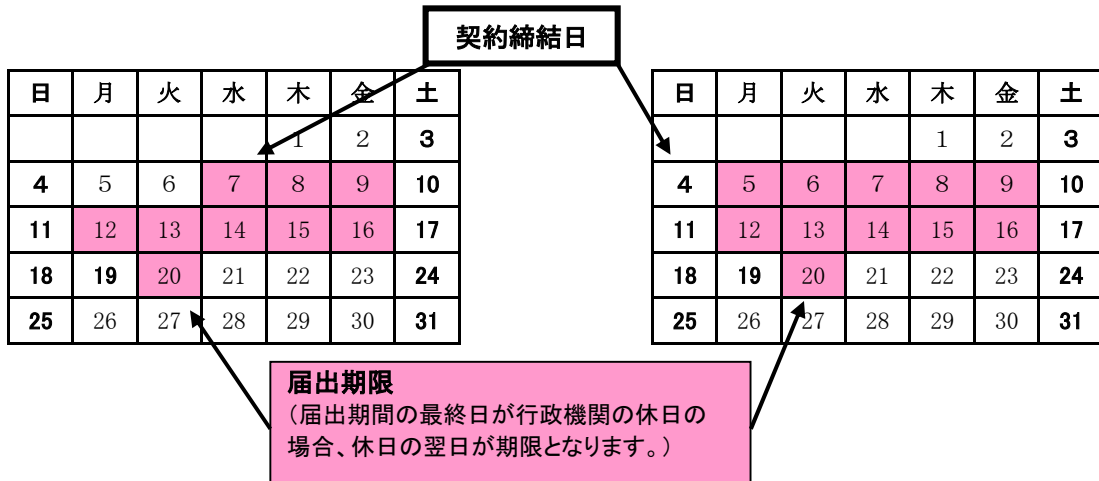 契約締結日
日 月 火 水 木 金 土
1 2 3
4 5 6 7 8 9 10
11 12 13 14 15 16 17
18 19 20 21 22 23 24
25 26 27 28 29 30 31
日 月 火 水 木 金 土
1 2 3
4 5 6 7 8 9 10
11 12 13 14 15 16 17
18 19 20 21 22 23 24
25 26 27 28 29 30 31
届出期限
（届出期間の最終日が行政機関の休日の
場合、休日の翌日が期限となります。）